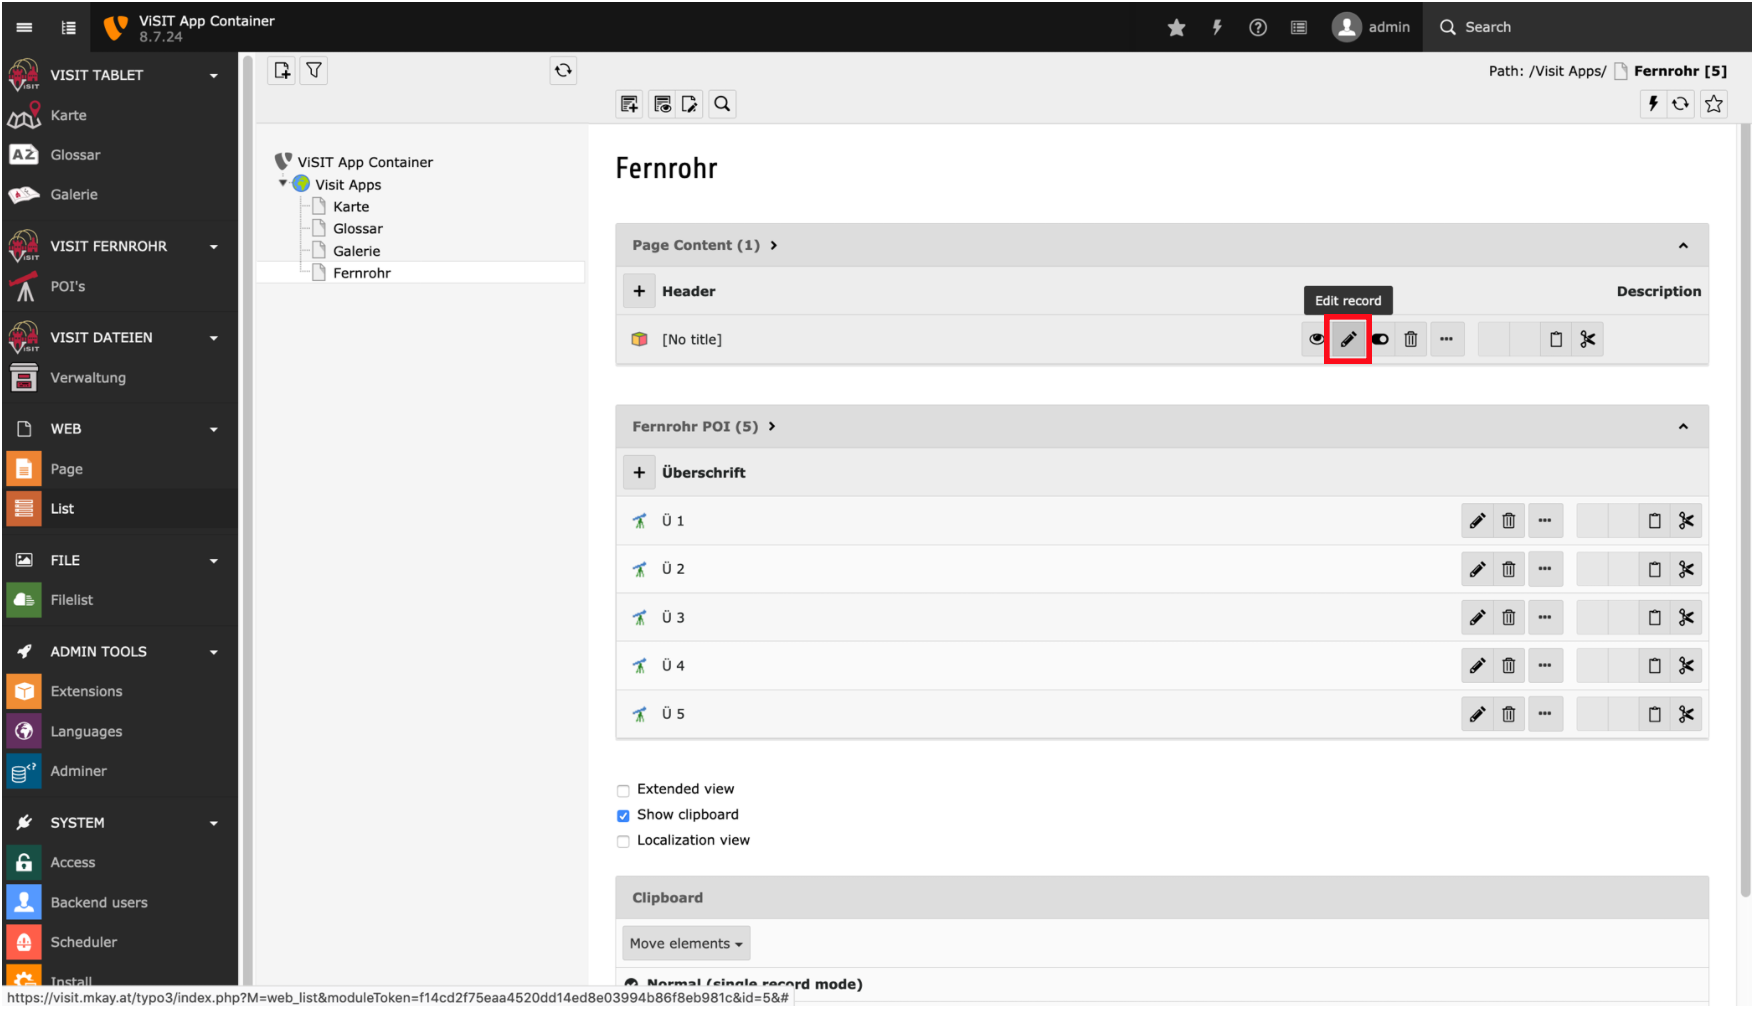 ViSIT App Container
8.7.24
admin
Search
VISIT TABLET
Karte
Glossar
Galerie
VISIT FERNROHR
POI's
VISIT DATEIEN
Verwaltung
WEB
Page
List
FILE
Filelist
ADMIN TOOLS
Extensions
Languages
Adminer
SYSTEM
Access
Backend users
Scheduler
Install
ViSIT App Container
Visit Apps
Karte
Glossar
Galerie
Fernrohr
Path: /Visit Apps/ Fernrohr [5]
Fernrohr
Page Content (1)
Header
Description
Edit record
[No title]
Fernrohr POI (5)
Überschrift
Ü 1
Ü 2
Ü 3
Ü 4
Ü 5
Extended view
Show clipboard
Localization view
Clipboard
Move elements
Normal (single record mode)
https://visit.mkay.at/typo3/index.php?M=web_list&moduleToken=f14cd2f75eaa4520dd14ed8e03994b86f8eb981c&id=5&#